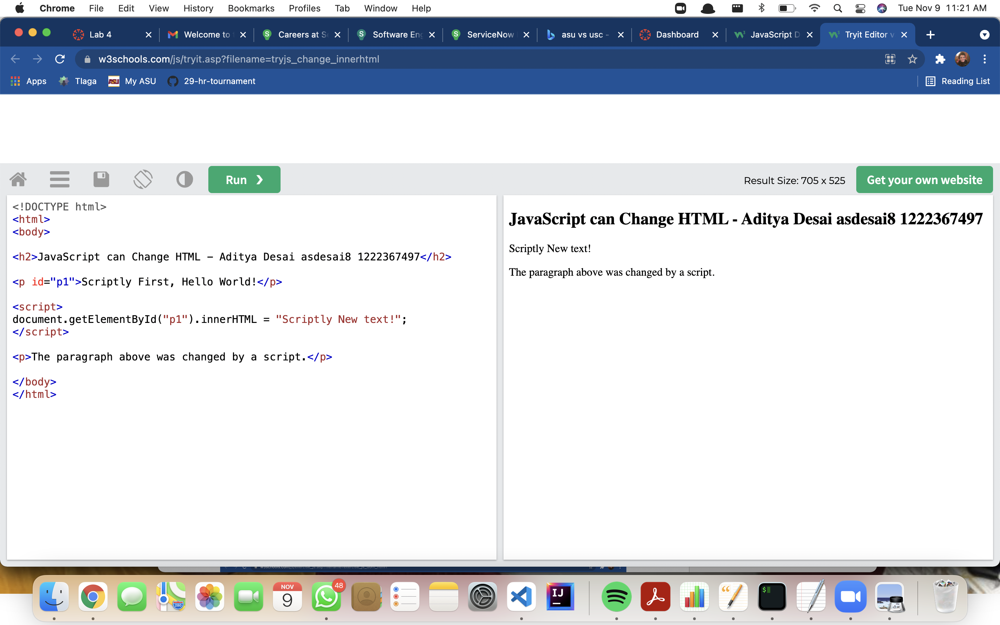 Chrome File Edit View History Bookmarks Profiles Tab Window Help Tue Nov 9 11:21 AM
Lab 4 Welcome to Careers at Software Eng ServiceNow asu vs usc - Dashboard JavaScript D Tryit Editor v
w3schools.com/js/tryit.asp?filename=tryjs_change_innerhtml
Apps Tlaga My ASU 29-hr-tournament Reading List
Run ❯ Result Size: 705 x 525 Get your own website
<!DOCTYPE html>
<html>
<body>
<h2>JavaScript can Change HTML – Aditya Desai asdesai8 1222367497</h2>
<p id="p1">Scriptly First, Hello World!</p>
<script>
document.getElementById("p1").innerHTML = "Scriptly New text!";
</script>
<p>The paragraph above was changed by a script.</p>
</body>
</html>
JavaScript can Change HTML - Aditya Desai asdesai8 1222367497
Scriptly New text!
The paragraph above was changed by a script.
NOV
9
48
280
IJ
$